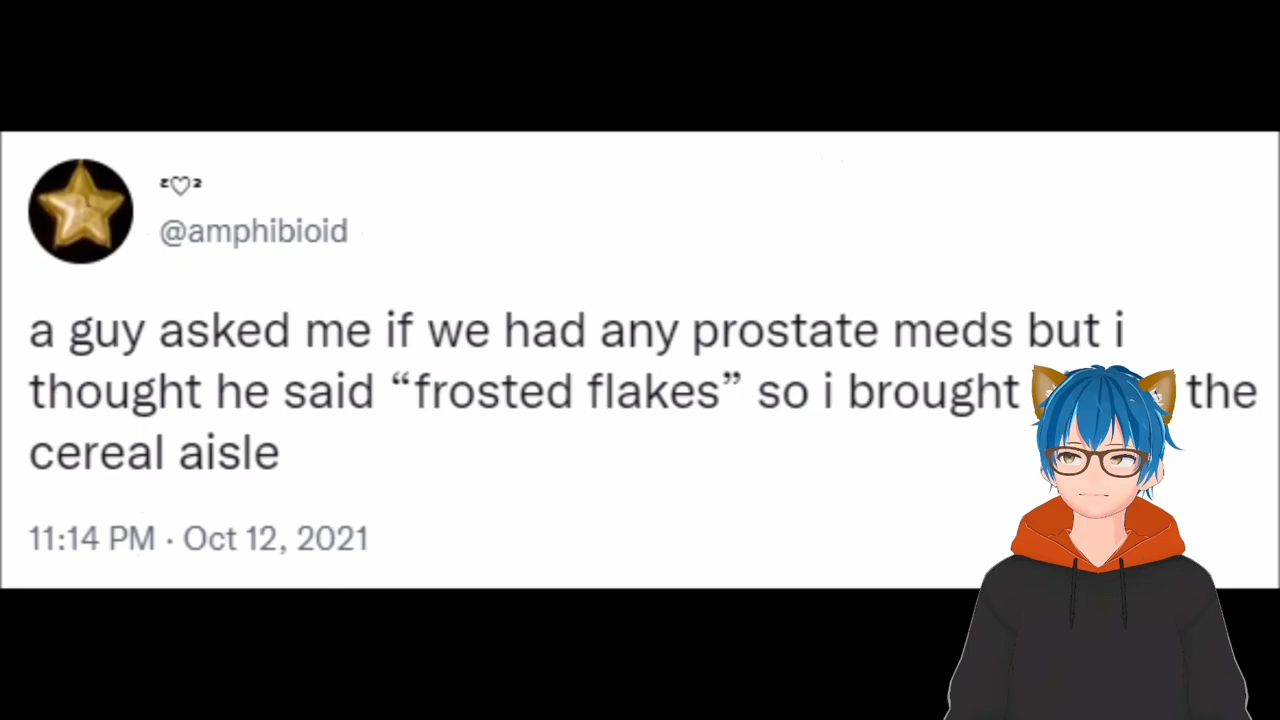 ᶓ♡²
@amphibioid
a guy asked me if we had any prostate meds but i
thought he said “frosted flakes” so i brought the
cereal aisle
11:14 PM · Oct 12, 2021